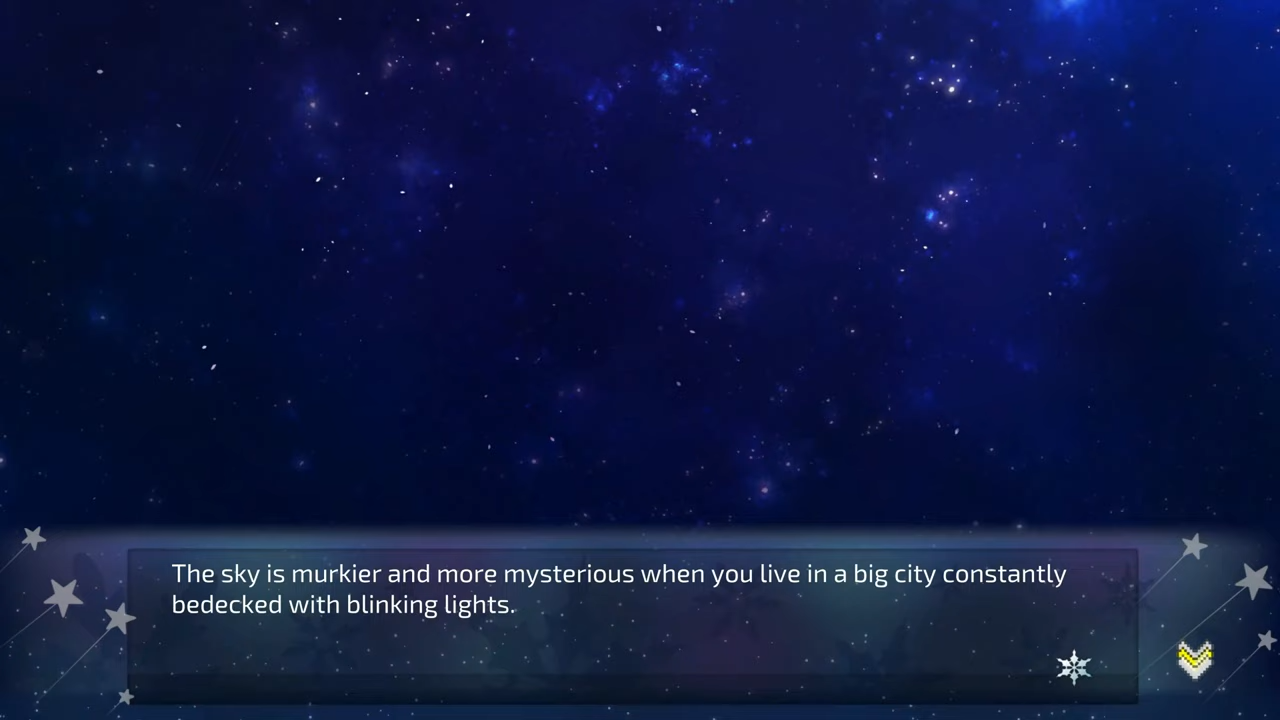 The sky is murkier and more mysterious when you live in a big city constantly
bedecked with blinking lights.